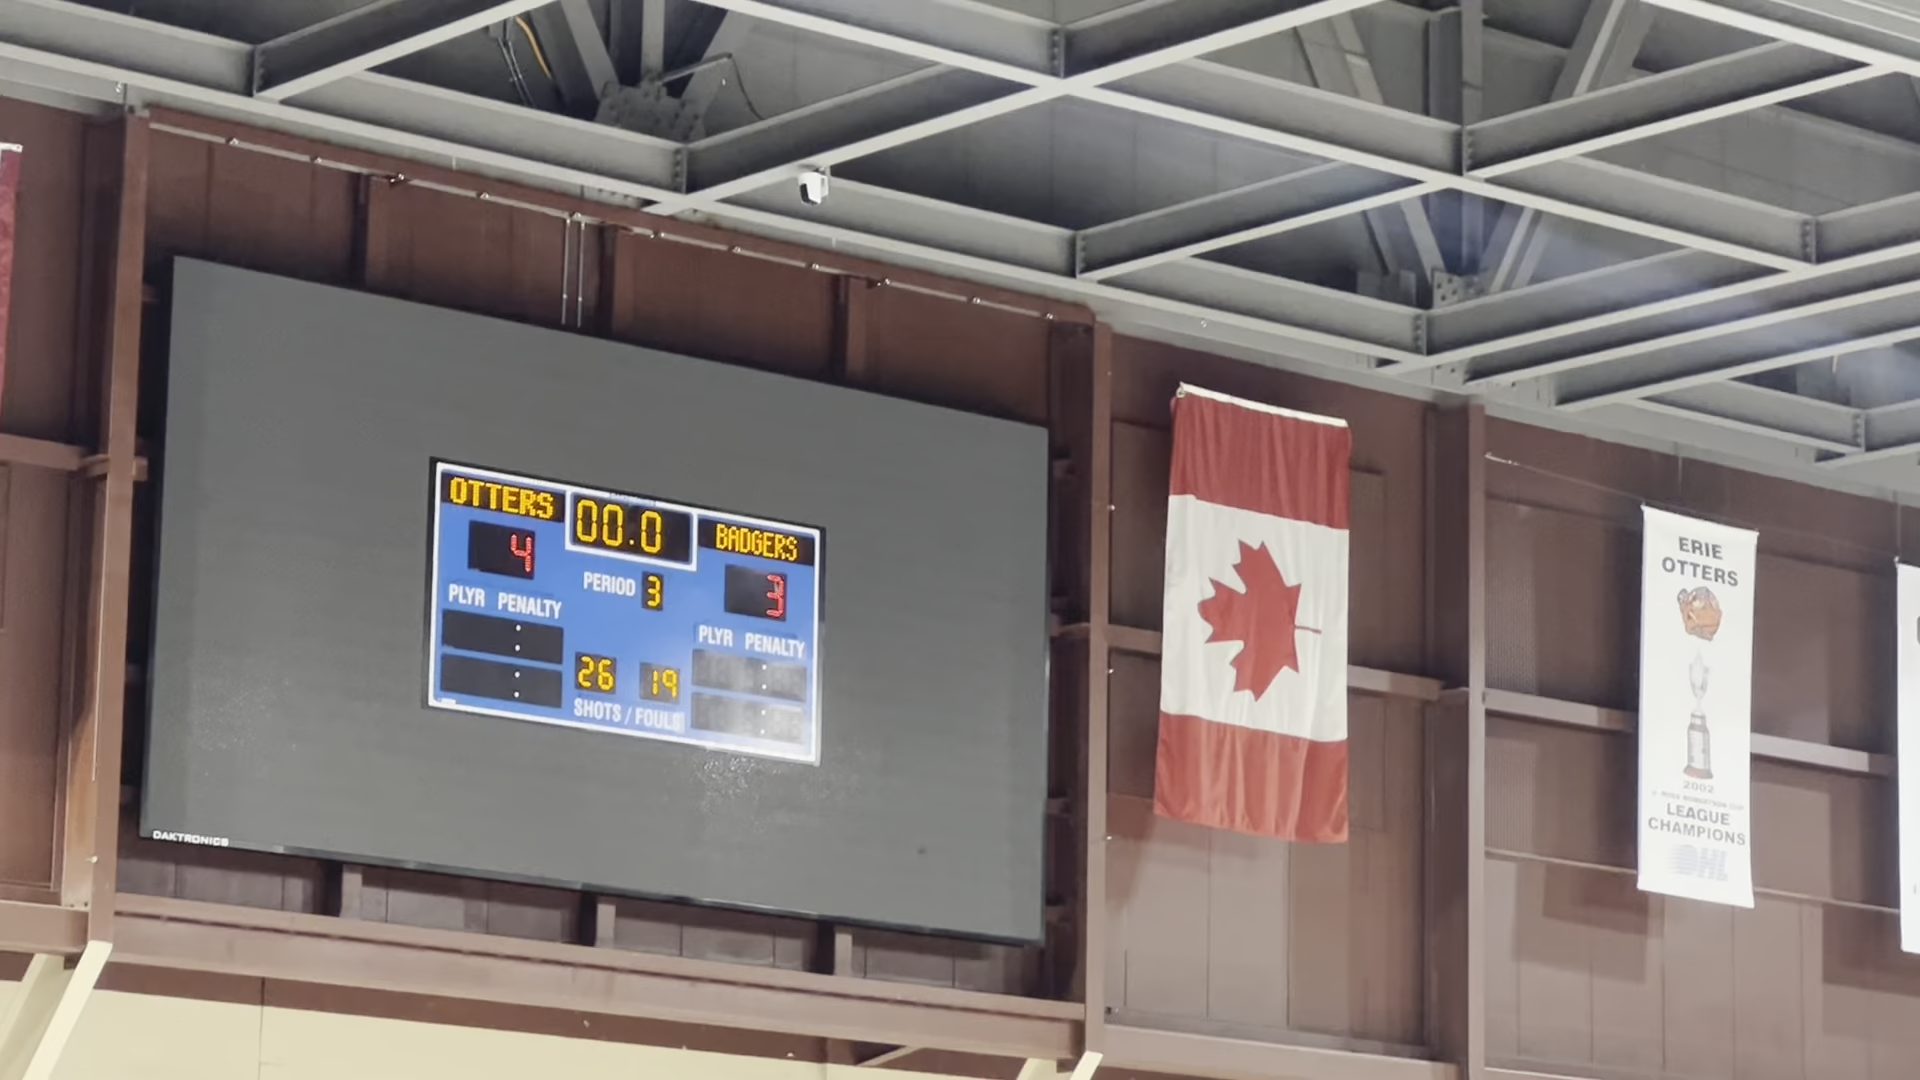 OTTERS
00.0
BADGERS
4
PERIOD 3
3
PLYR PENALTY
PLYR PENALTY
26
19
SHOTS / FOULS
DAKTRONICS
ERIE
OTTERS
2002
LEAGUE
CHAMPIONS
OHL